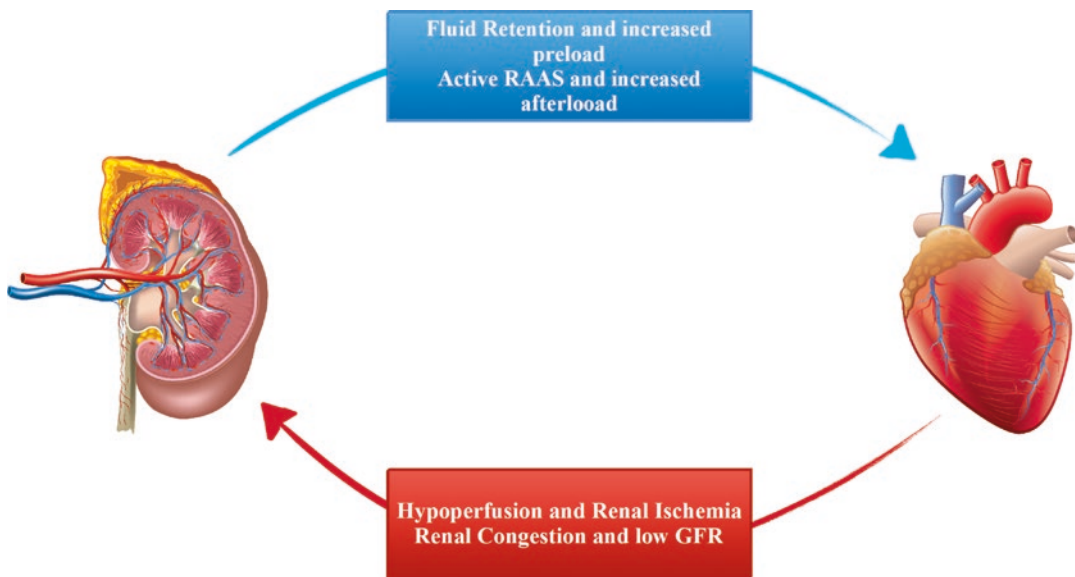 Fluid Retention and increased
preload
Active RAAS and increased
afterlooad
Hypoperfusion and Renal Ischemia
Renal Congestion and low GFR